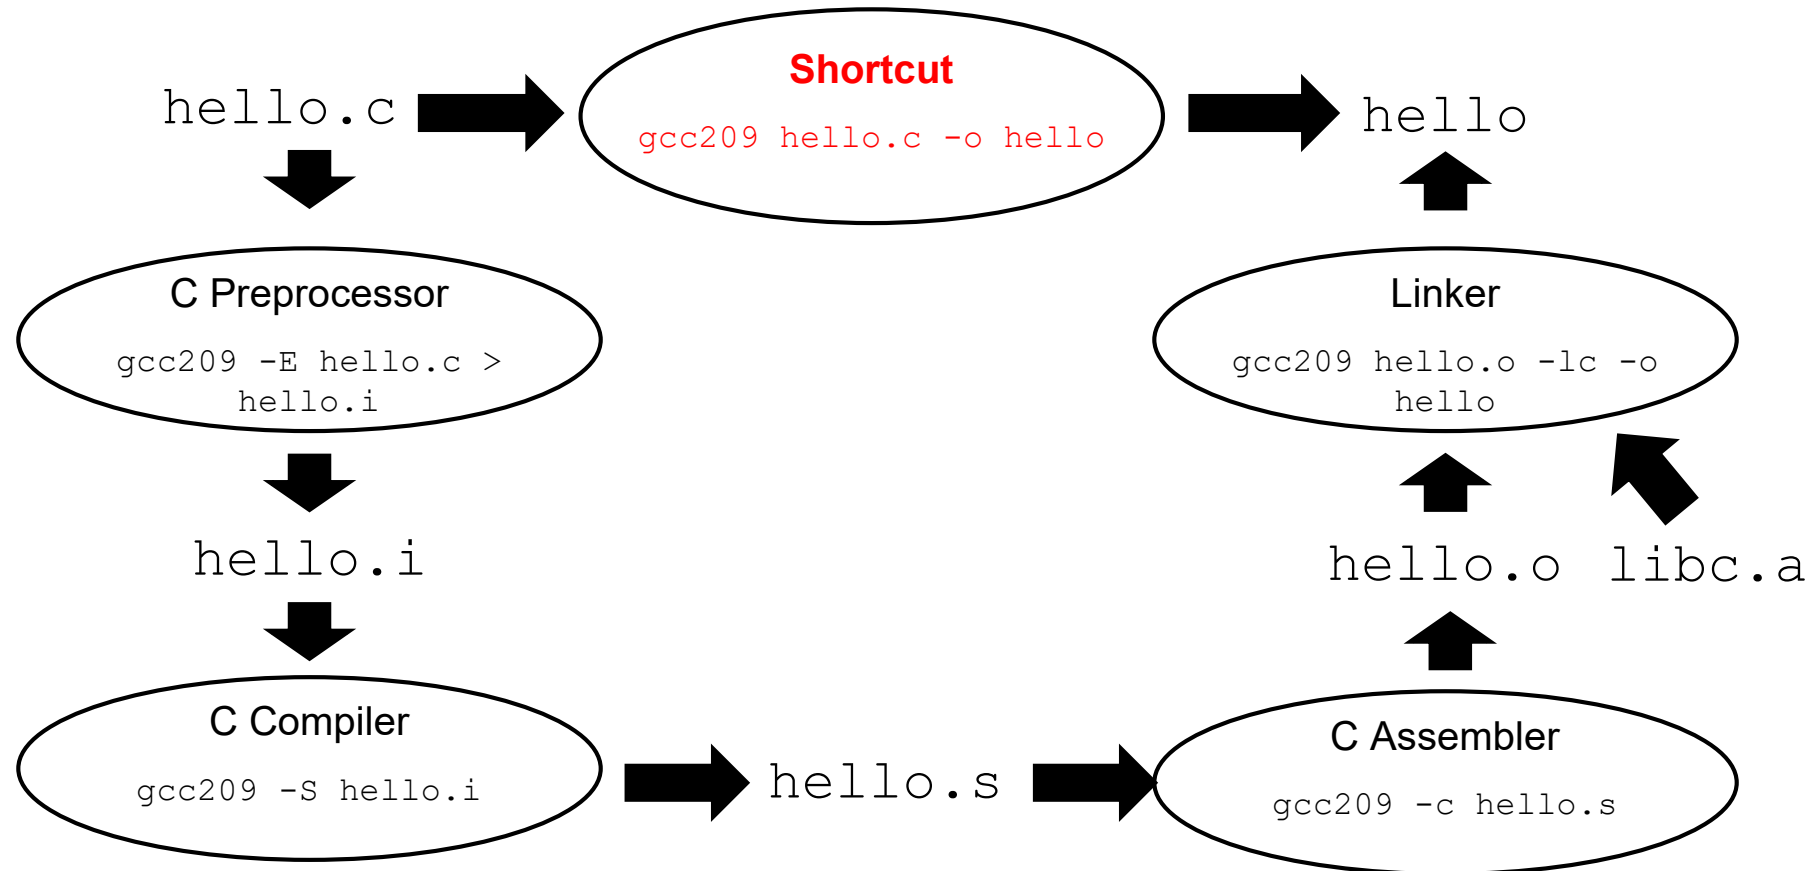 Shortcut
hello.c
gcc209 hello.c -o hello
hello
C Preprocessor
gcc209 -E hello.c >
hello.i
Linker
gcc209 hello.o -lc -o
hello
hello.i
hello.o
libc.a
C Compiler
gcc209 -S hello.i
hello.s
C Assembler
gcc209 -c hello.s